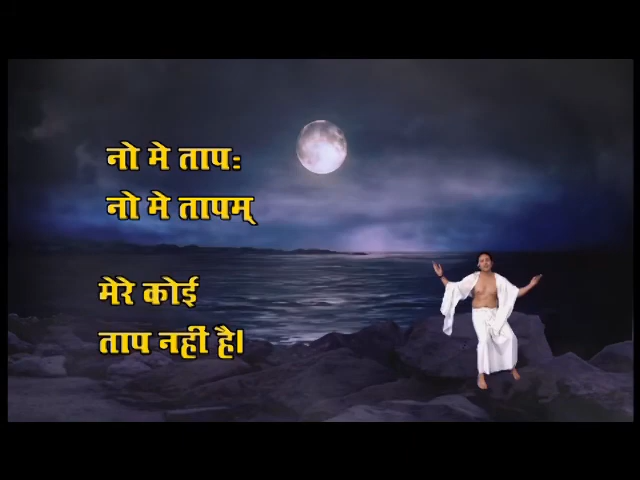 नो मे तापः
नो मे तापम्
मेरे कोई
ताप नहीं है।